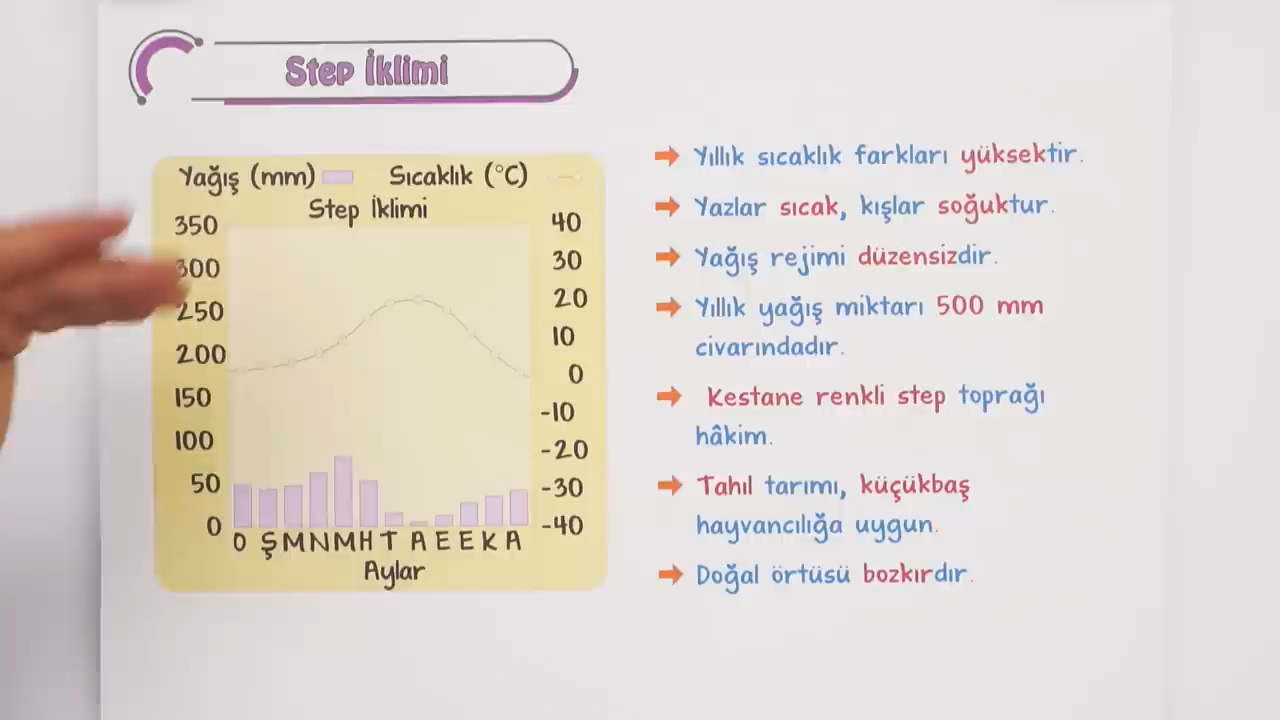 Step İklimi
Yağış (mm) Sıcaklık (°C)
Step İklimi
350 40
300 30
250 20
200 10
150 0
100 -10
50 -20
0 -30
-40
O Ş M N M H T A E E K A
Aylar
Yıllık sıcaklık farkları yüksektir.
Yazlar sıcak, kışlar soğuktur.
Yağış rejimi düzensizdir.
Yıllık yağış miktarı 500 mm
civarındadır.
Kestane renkli step toprağı
hâkim.
Tahıl tarımı, küçükbaş
hayvancılığa uygun.
Doğal örtüsü bozkırdır.